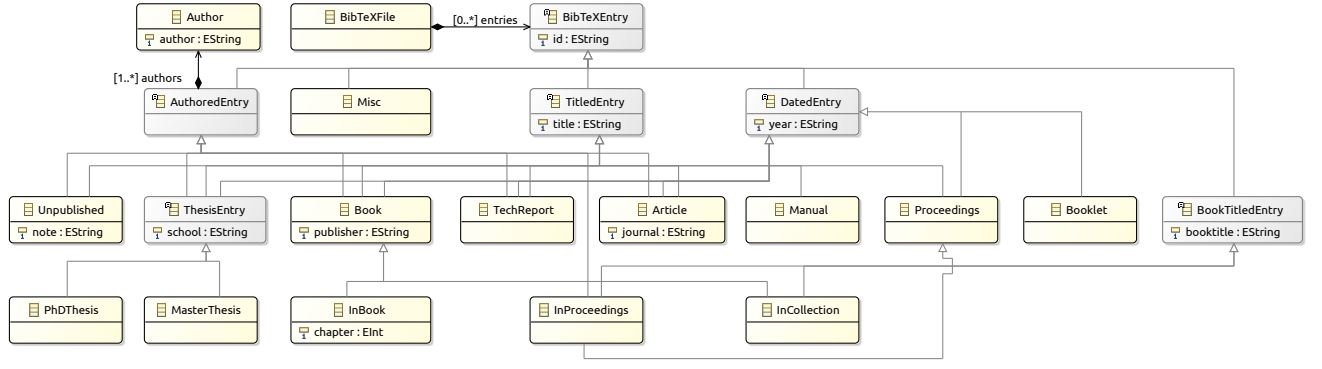 Author
author : EString
BibTeXFile
[0..*] entries
BibTeXEntry
id : EString
[1..*] authors
AuthoredEntry
Misc
TitledEntry
title : EString
DatedEntry
year : EString
Unpublished
note : EString
ThesisEntry
school : EString
Book
publisher : EString
TechReport
Article
journal : EString
Manual
Proceedings
Booklet
BookTitledEntry
booktitle : EString
PhDThesis
MasterThesis
InBook
chapter : EInt
InProceedings
InCollection